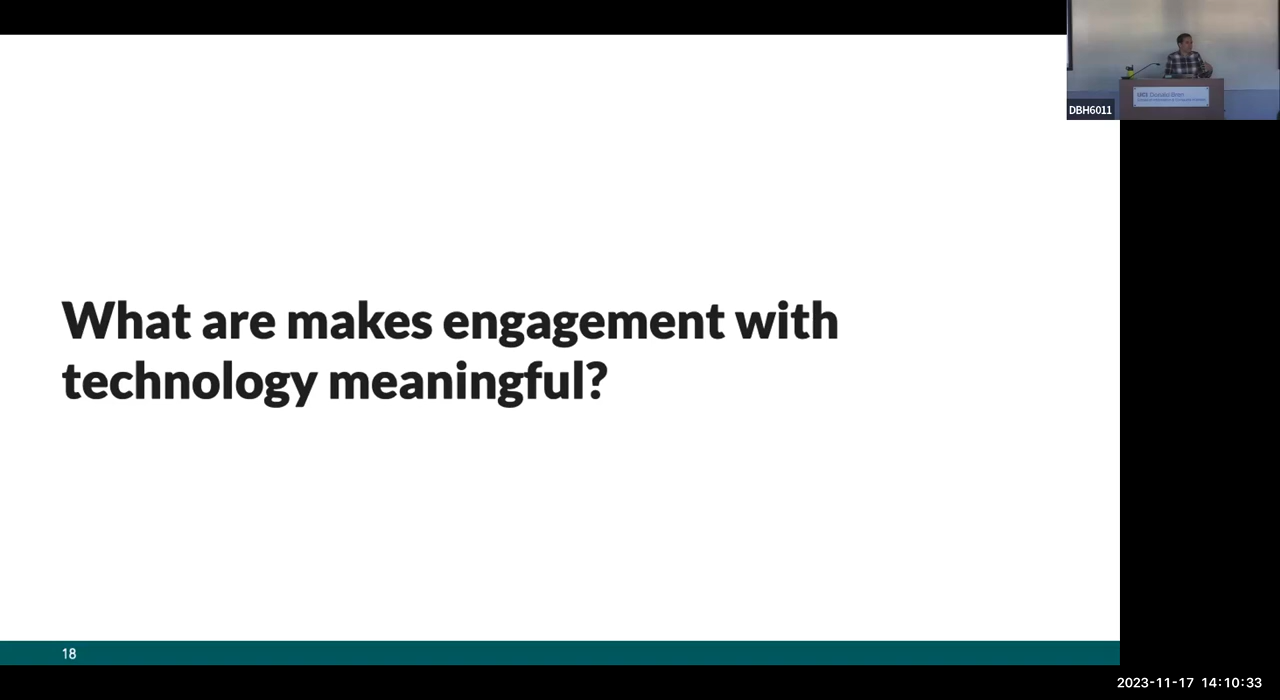 DBH6011
What are makes engagement with
technology meaningful?
18
2023-11-17 14:10:33